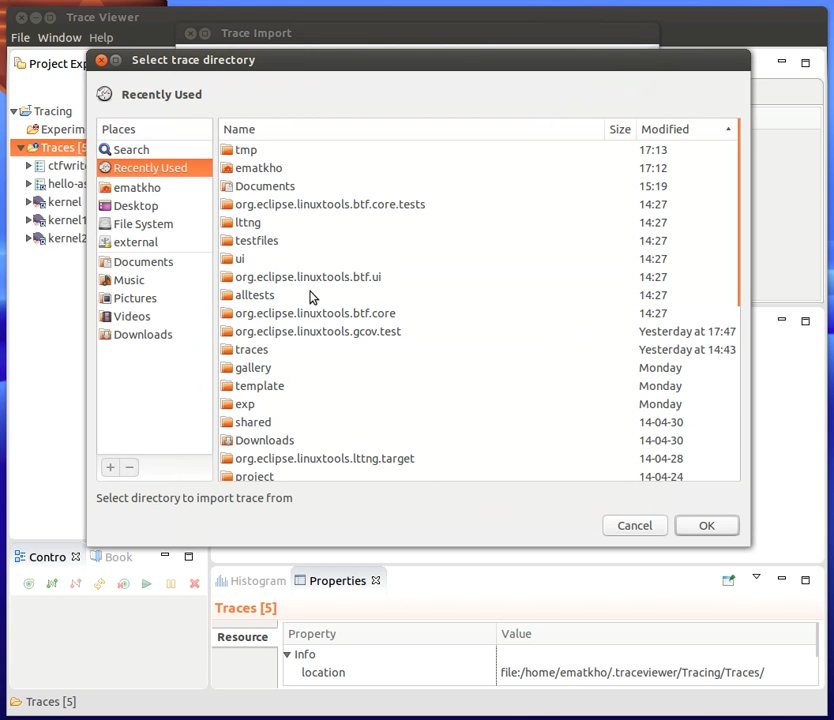 Trace Viewer
File Window Help
Trace Import
Project Exp
Select trace directory
Recently Used
Tracing
Experim
Traces [5
ctfwrite
hello-as
kernel
kernel1
kernel2
Places
Search
Recently Used
ematkho
Desktop
File System
external
Documents
Music
Pictures
Videos
Downloads
Name Size Modified
tmp 17:13
ematkho 17:12
Documents 15:19
org.eclipse.linuxtools.btf.core.tests 14:27
lttng 14:27
testfiles 14:27
ui 14:27
org.eclipse.linuxtools.btf.ui 14:27
alltests 14:27
org.eclipse.linuxtools.btf.core 14:27
org.eclipse.linuxtools.gcov.test Yesterday at 17:47
traces Yesterday at 14:43
gallery Monday
template Monday
exp Monday
shared 14-04-30
Downloads 14-04-30
org.eclipse.linuxtools.lttng.target 14-04-28
project 14-04-24
+ −
Select directory to import trace from
Cancel OK
Contro Book
Histogram Properties
Traces [5]
Resource
Property Value
Info
location file:/home/ematkho/.traceviewer/Tracing/Traces/
Traces [5]